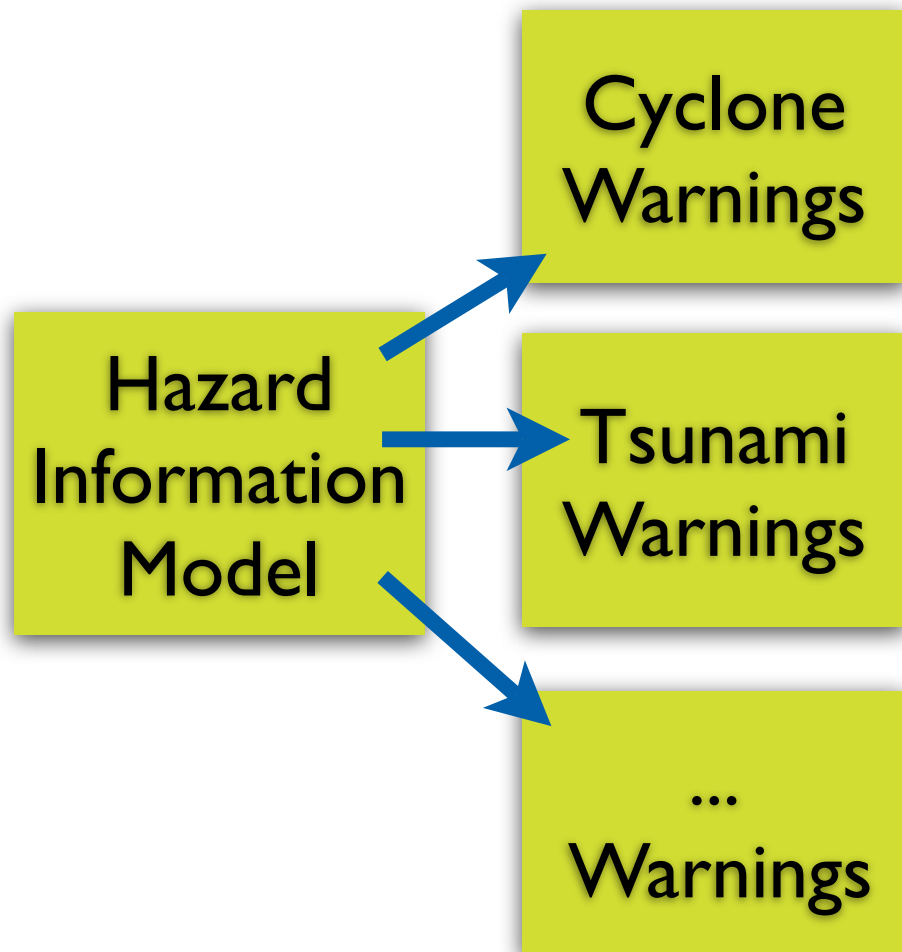 Cyclone
Warnings
Hazard
Information
Model
Tsunami
Warnings
...
Warnings